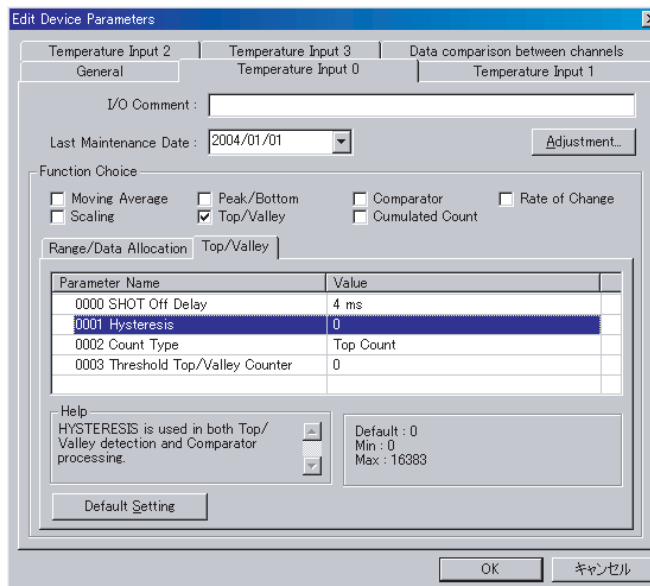 Edit Device Parameters
Temperature Input 2 Temperature Input 3 Data comparison between channels
General Temperature Input 0 Temperature Input 1
I/O Comment :
Last Maintenance Date : 2004/01/01 Adjustment...
Function Choice
Moving Average Peak/Bottom Comparator Rate of Change
Scaling Top/Valley Cumulated Count
Range/Data Allocation Top/Valley
Parameter Name Value
0000 SHOT Off Delay 4 ms
0001 Hysteresis 0
0002 Count Type Top Count
0003 Threshold Top/Valley Counter 0
Help
HYSTERESIS is used in both Top/
Valley detection and Comparator
processing.
Default : 0
Min : 0
Max : 16383
Default Setting
OK キャンセル